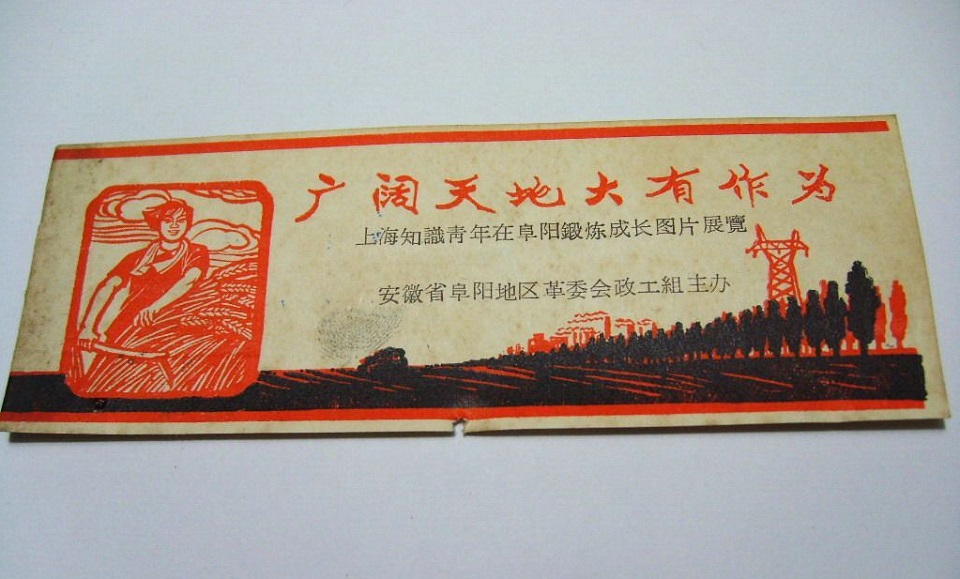 广阔天地大有作为
上海知識青年在阜阳鍛炼成长图片展覽
安徽省阜阳地区革委会政工組主办